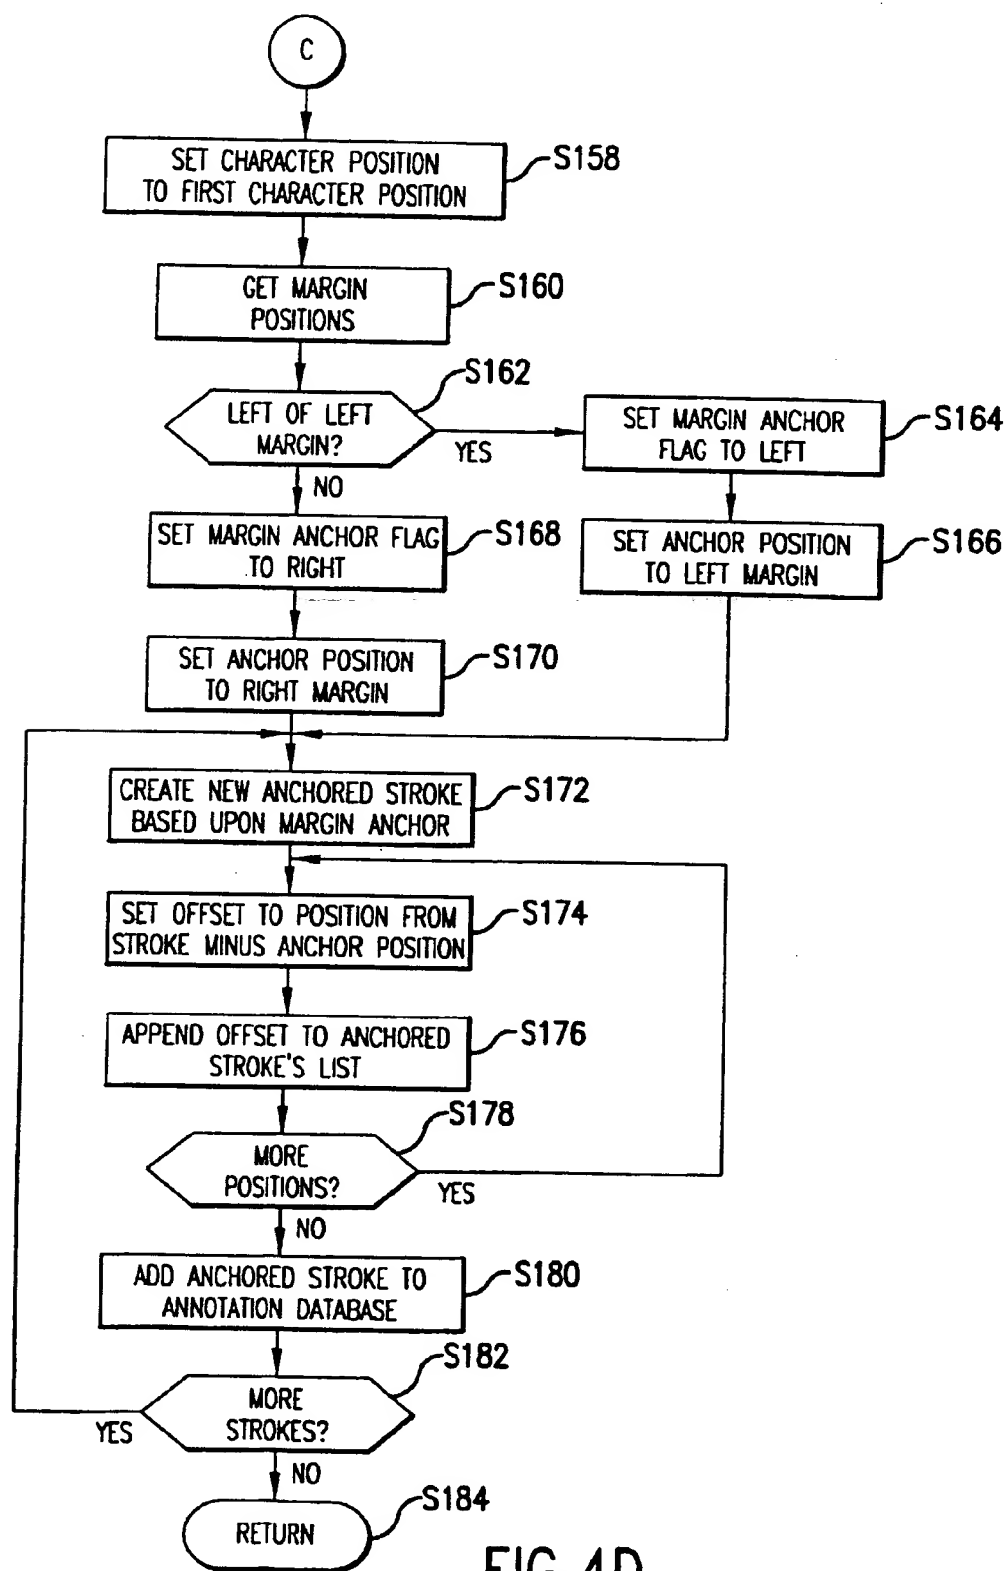 C
SET CHARACTER POSITION
TO FIRST CHARACTER POSITION
S158
GET MARGIN
POSITIONS
S160
LEFT OF LEFT
MARGIN?
S162
YES
NO
SET MARGIN ANCHOR
FLAG TO LEFT
S164
SET ANCHOR POSITION
TO LEFT MARGIN
S166
SET MARGIN ANCHOR FLAG
TO RIGHT
S168
SET ANCHOR POSITION
TO RIGHT MARGIN
S170
CREATE NEW ANCHORED STROKE
BASED UPON MARGIN ANCHOR
S172
SET OFFSET TO POSITION FROM
STROKE MINUS ANCHOR POSITION
S174
APPEND OFFSET TO ANCHORED
STROKE'S LIST
S176
MORE
POSITIONS?
S178
YES
NO
ADD ANCHORED STROKE TO
ANNOTATION DATABASE
S180
MORE
STROKES?
S182
YES
NO
RETURN
S184
FIG.4D